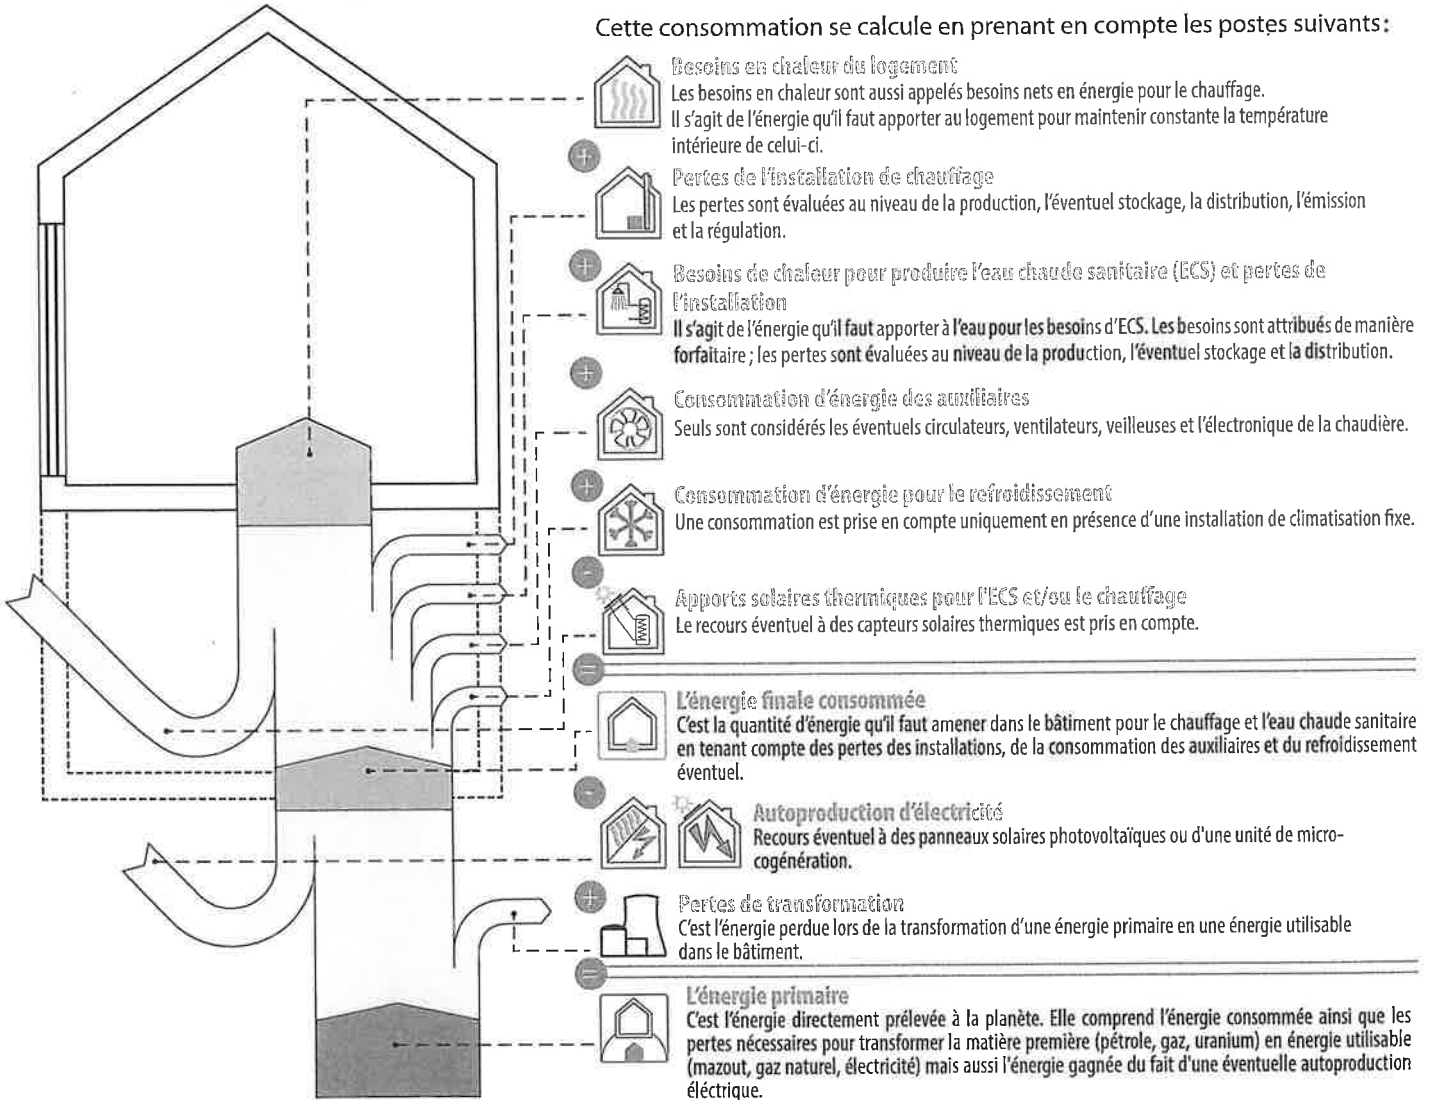 Cette consommation se calcule en prenant en compte les postes suivants:
Besoins en chaleur du logement
Les besoins en chaleur sont aussi appelés besoins nets en énergie pour le chauffage.
Il s'agit de l'énergie qu'il faut apporter au logement pour maintenir constante la température
intérieure de celui-ci.
+
Pertes de l'installation de chauffage
Les pertes sont évaluées au niveau de la production, l'éventuel stockage, la distribution, l'émission
et la régulation.
+
Besoins de chaleur pour produire l'eau chaude sanitaire (ECS) et pertes de
l'installation
Il s'agit de l'énergie qu'il faut apporter à l'eau pour les besoins d'ECS. Les besoins sont attribués de manière
forfaitaire ; les pertes sont évaluées au niveau de la production, l'éventuel stockage et la distribution.
+
Consommation d'énergie des auxiliaires
Seuls sont considérés les éventuels circulateurs, ventilateurs, veilleuses et l'électronique de la chaudière.
+
Consommation d'énergie pour le refroidissement
Une consommation est prise en compte uniquement en présence d'une installation de climatisation fixe.
-
Apports solaires thermiques pour l'ECS et/ou le chauffage
Le recours éventuel à des capteurs solaires thermiques est pris en compte.
=
L'énergie finale consommée
C'est la quantité d'énergie qu'il faut amener dans le bâtiment pour le chauffage et l'eau chaude sanitaire
en tenant compte des pertes des installations, de la consommation des auxiliaires et du refroidissement
éventuel.
-
Autoproduction d'électricité
Recours éventuel à des panneaux solaires photovoltaïques ou d'une unité de micro-
cogénération.
+
Pertes de transformation
C'est l'énergie perdue lors de la transformation d'une énergie primaire en une énergie utilisable
dans le bâtiment.
=
L'énergie primaire
C'est l'énergie directement prélevée à la planète. Elle comprend l'énergie consommée ainsi que les
pertes nécessaires pour transformer la matière première (pétrole, gaz, uranium) en énergie utilisable
(mazout, gaz naturel, électricité) mais aussi l'énergie gagnée du fait d'une éventuelle autoproduction
éléctrique.